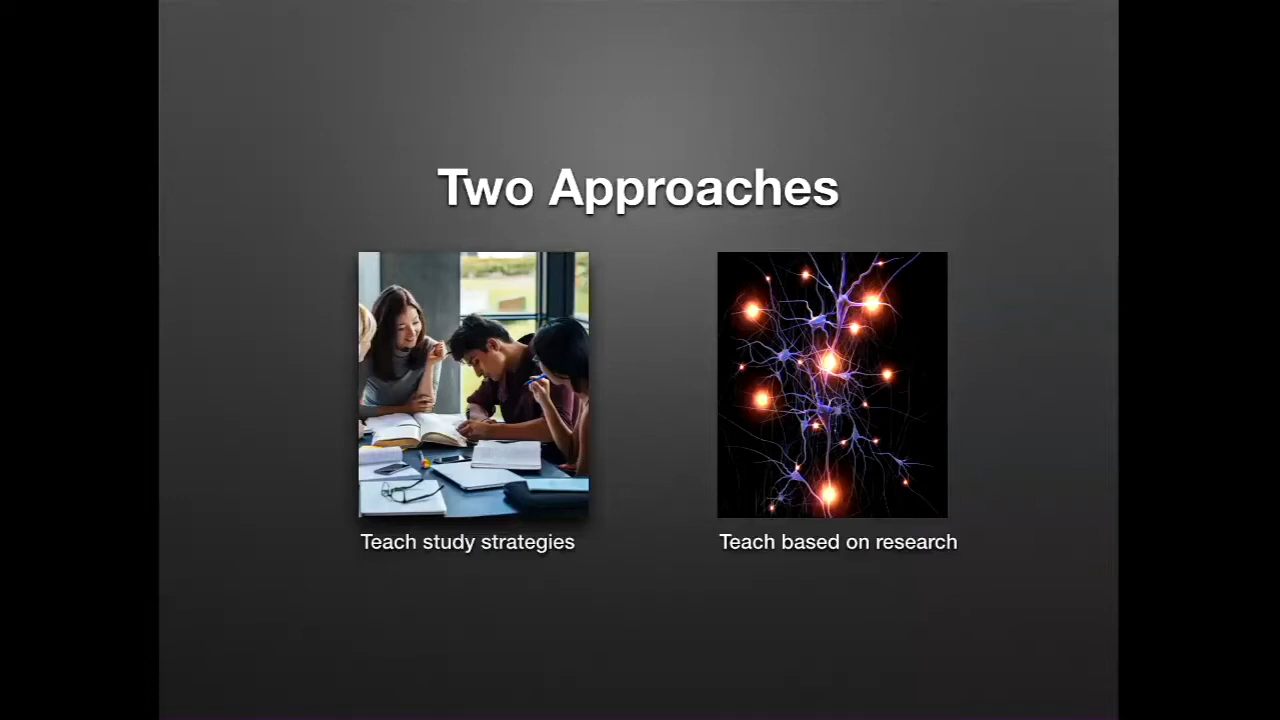 Two Approaches
Teach study strategies
Teach based on research